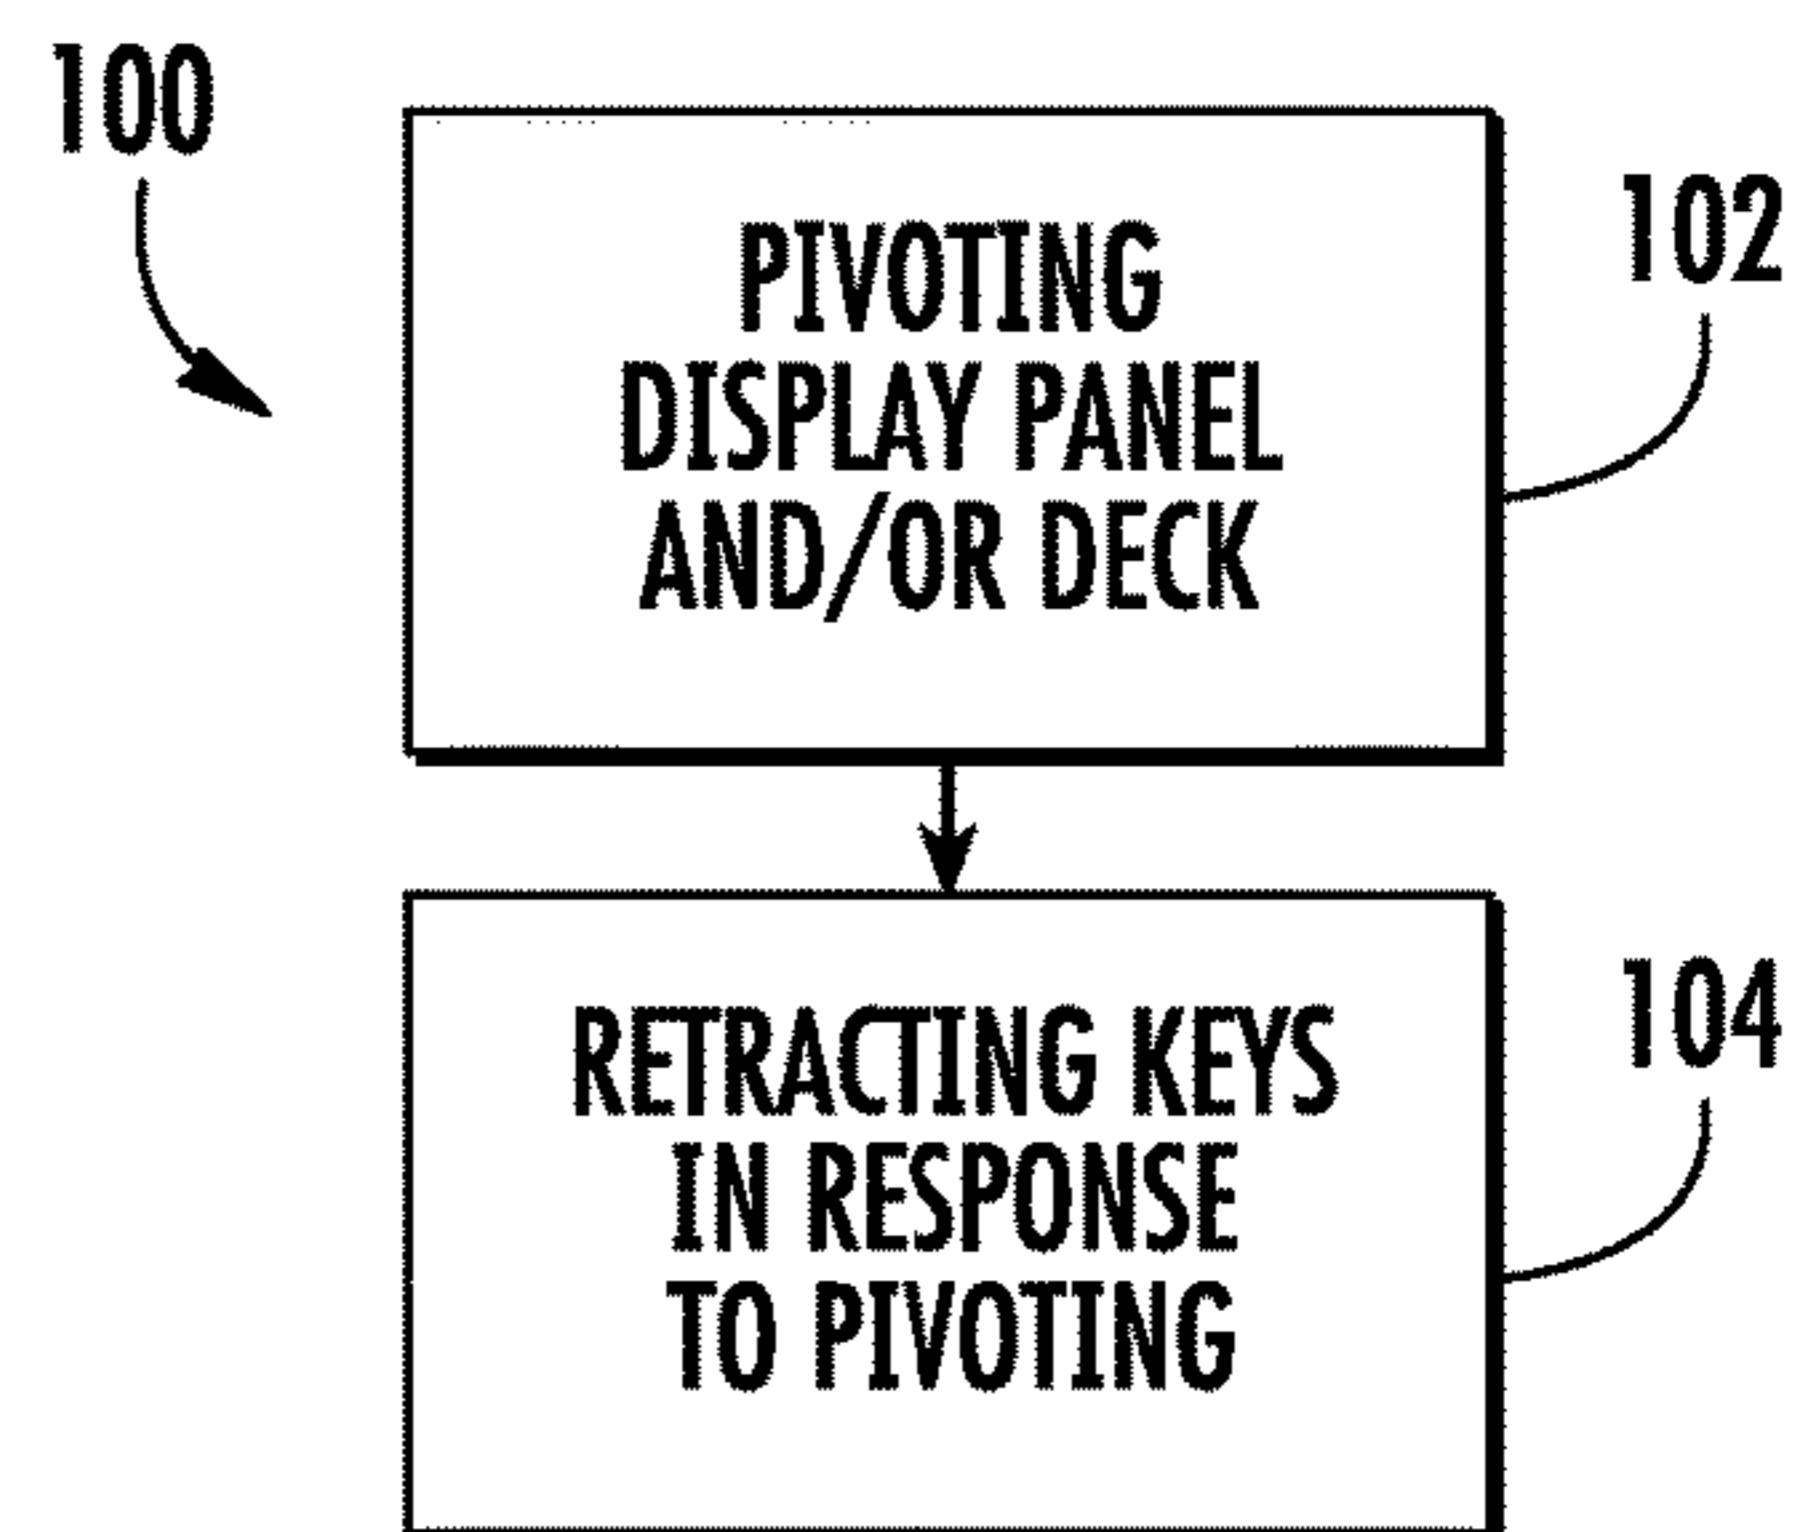 100
PIVOTING
DISPLAY PANEL
AND/OR DECK
102
RETRACTING KEYS
IN RESPONSE
TO PIVOTING
104